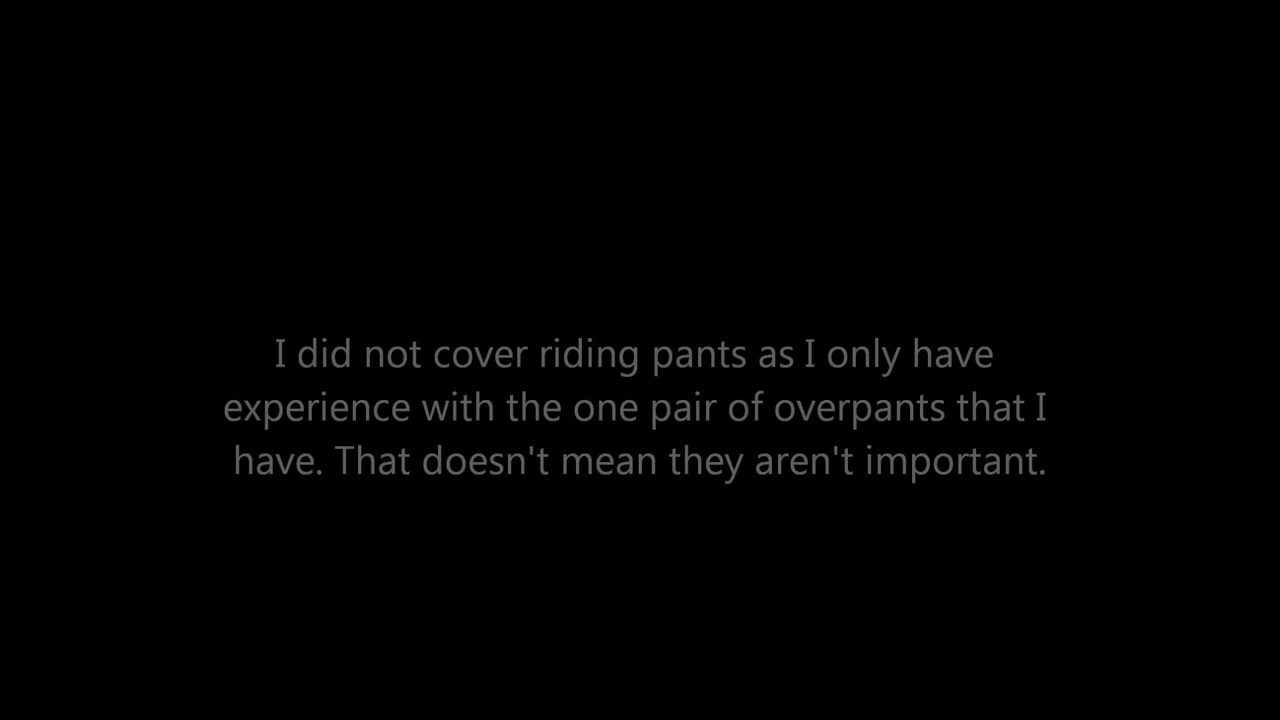 I did not cover riding pants as I only have
experience with the one pair of overpants that I
have. That doesn't mean they aren't important.